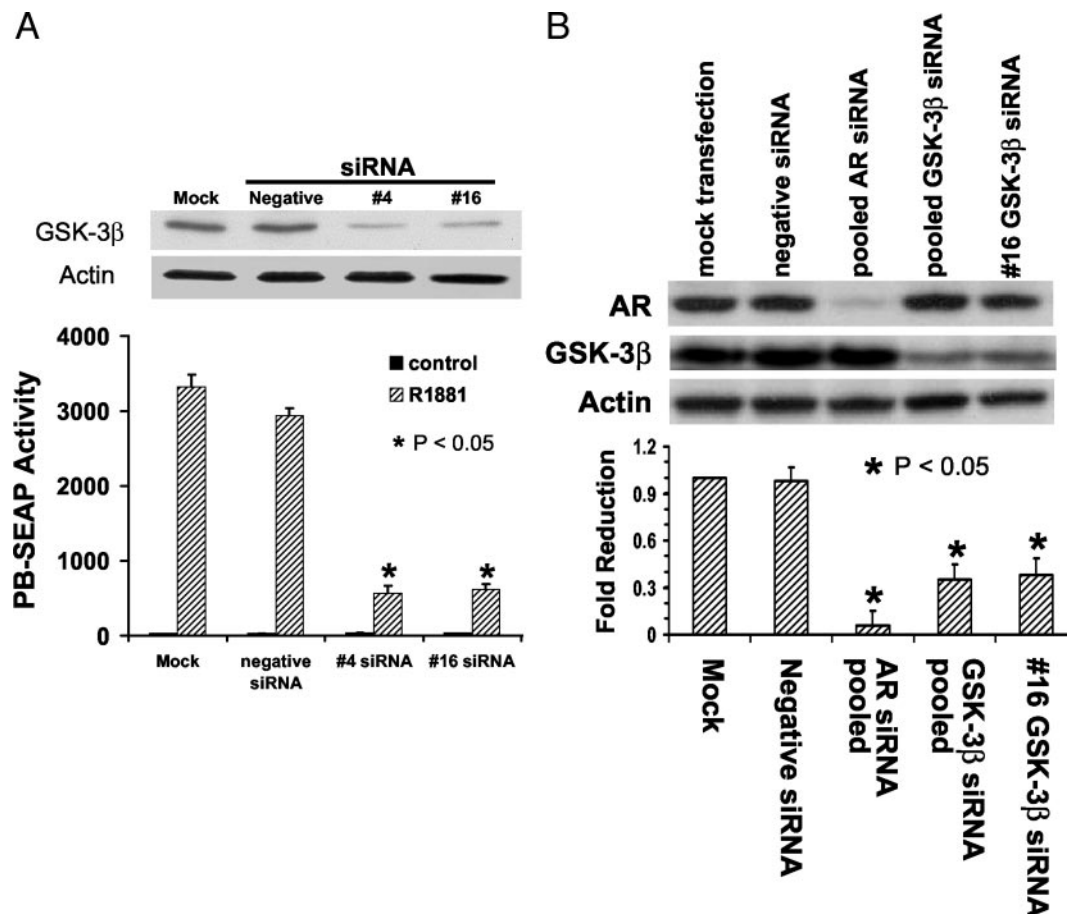 A
siRNA
Mock Negative #4 #16
GSK-3β
Actin
4000
3000
2000
1000
0
PB-SEAP Activity
control
R1881
* P < 0.05
*
*
Mock
negative siRNA
#4 siRNA
#16 siRNA
B
mock transfection
negative siRNA
pooled AR siRNA
pooled GSK-3β siRNA
#16 GSK-3β siRNA
AR
GSK-3β
Actin
1.2
0.9
0.6
0.3
0
Fold Reduction
* P < 0.05
*
*
*
Mock
Negative siRNA
AR siRNA
pooled
GSK-3β siRNA
pooled
#16 GSK-3β siRNA